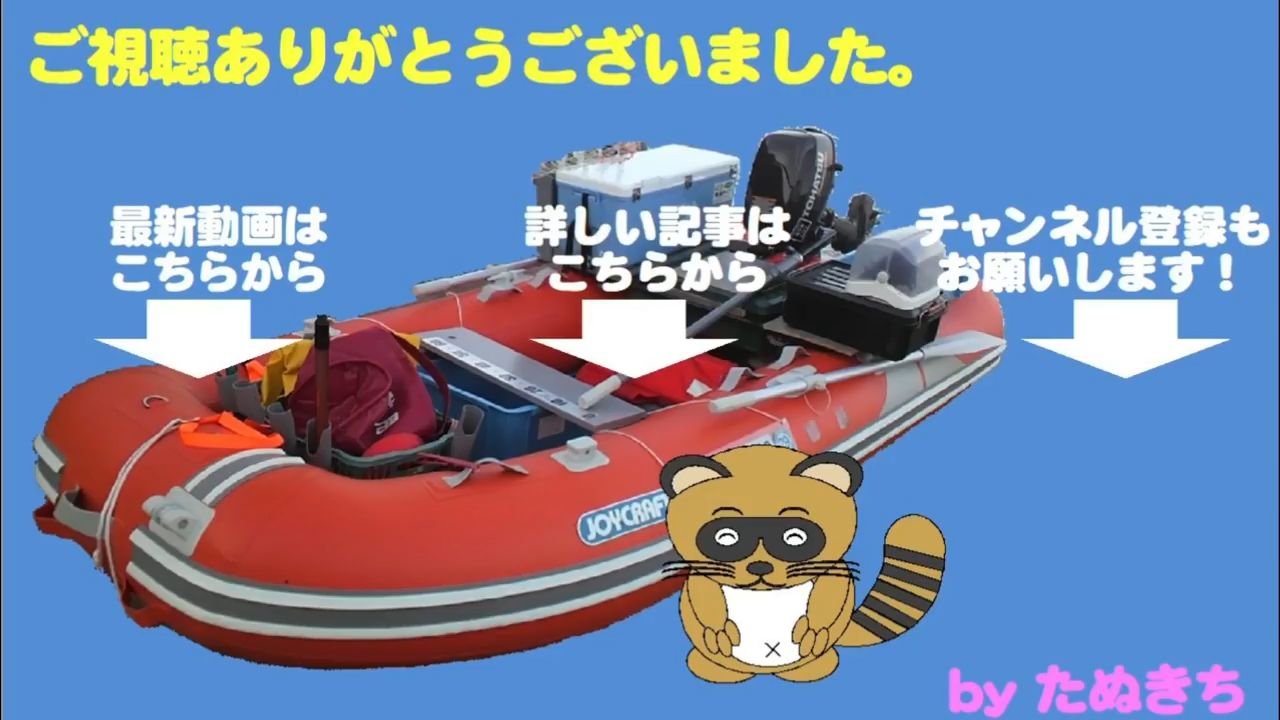 ご視聴ありがとうございました。
最新動画は
こちらから
詳しい記事は
こちらから
チャンネル登録も
お願いします！
TOHATSU
JOYCRAF
by たぬきち